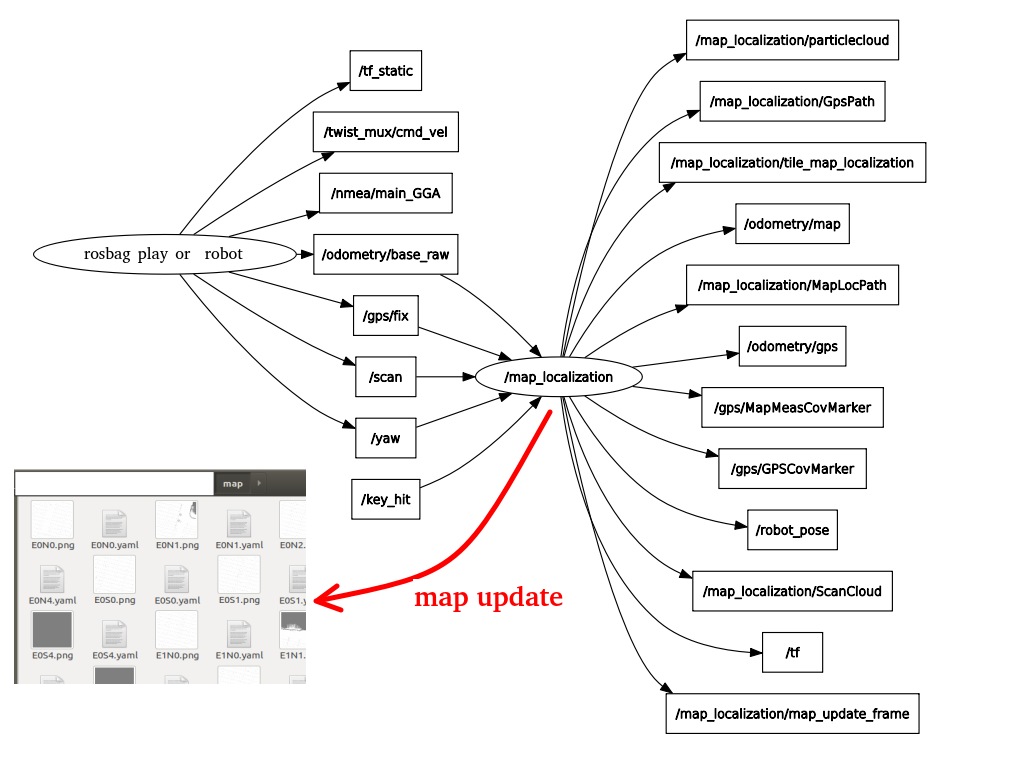 /tf_static
/twist_mux/cmd_vel
/nmea/main_GGA
rosbag play or robot
/odometry/base_raw
/gps/fix
/scan
/yaw
/key_hit
/map_localization
/map_localization/particlecloud
/map_localization/GpsPath
/map_localization/tile_map_localization
/odometry/map
/map_localization/MapLocPath
/odometry/gps
/gps/MapMeasCovMarker
/gps/GPSCovMarker
/robot_pose
/map_localization/ScanCloud
/tf
/map_localization/map_update_frame
map update
map
E0N0.png E0N0.yaml E0N1.png E0N1.yaml E0N2.
E0N4.yaml E0S0.png E0S0.yaml E0S1.png E0S1.y
E0S4.png E0S4.yaml E1N0.png E1N0.yaml E1N1.